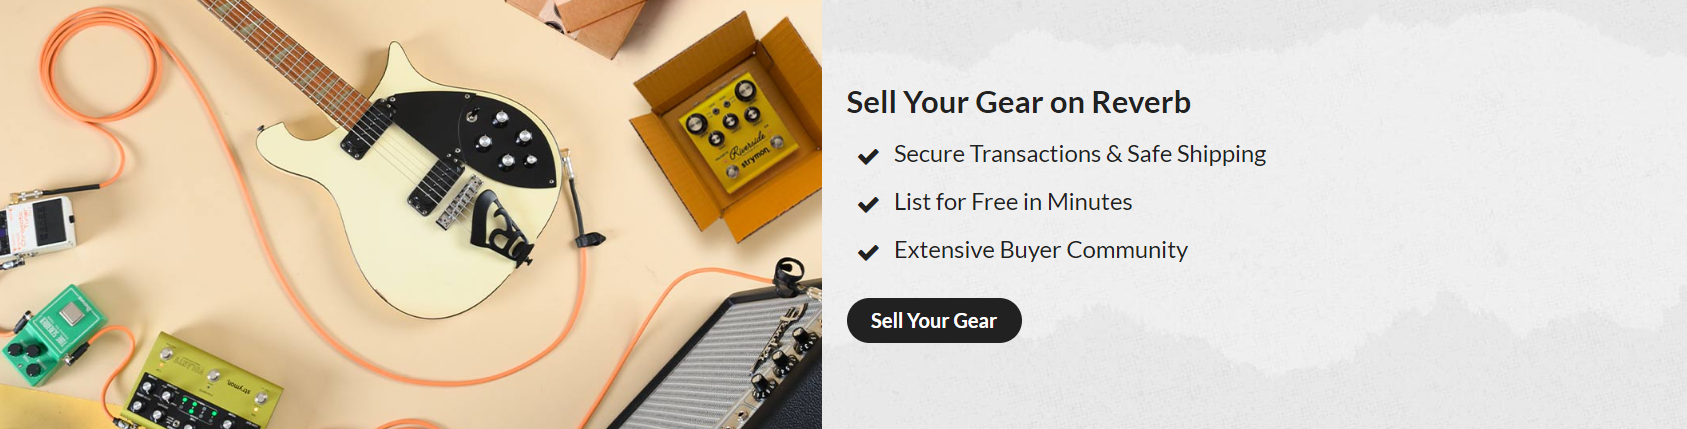 Sell Your Gear on Reverb
Secure Transactions & Safe Shipping
List for Free in Minutes
Extensive Buyer Community
Sell Your Gear
Riverside
strymon
strymon